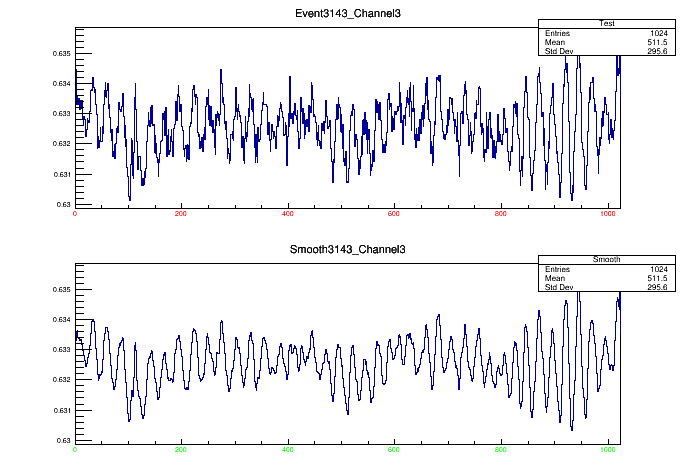 Event3143_Channel3
Test
Entries 1024
Mean 511.5
Std Dev 295.6
0.635
0.634
0.633
0.632
0.631
0.63
0 200 400 600 800 1000
Smooth3143_Channel3
Smooth
Entries 1024
Mean 511.5
Std Dev 295.6
0.635
0.634
0.633
0.632
0.631
0.63
0 200 400 600 800 1000